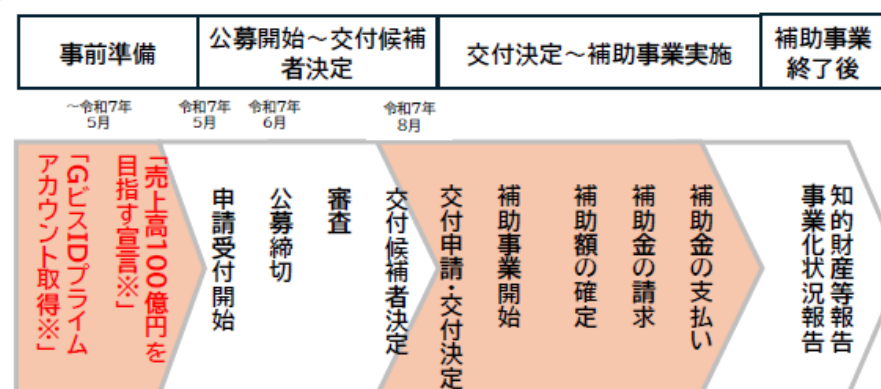 事前準備
公募開始～交付候補
者決定
交付決定～補助事業実施
補助事業
終了後
～令和7年
5月
令和7年
5月
令和7年
6月
令和7年
8月
「GビズIDプライム
アカウント取得※」
「売上高100億円を
目指す宣言※」
申請受付開始
公募締切
審査
交付候補者決定
交付申請・交付決定
補助事業開始
補助額の確定
補助金の請求
補助金の支払い
知的財産等報告
事業化状況報告